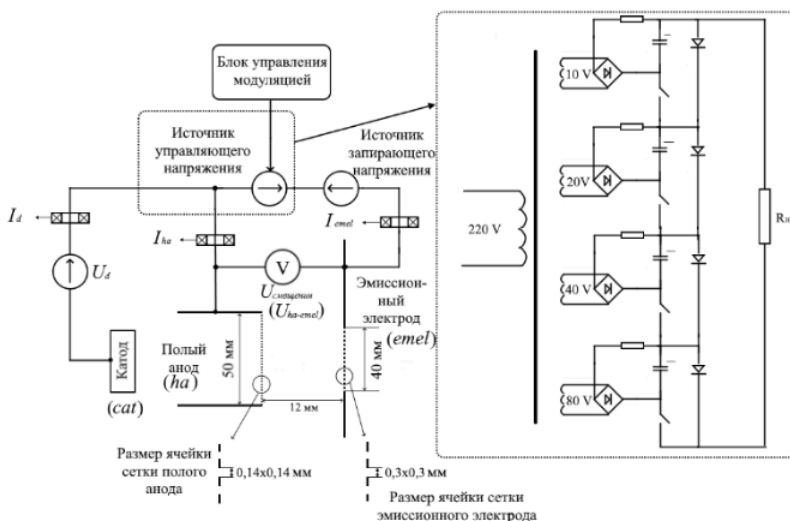 Блок управления
модуляцией
Источник
управляющего
напряжения
Источник
запирающего
напряжения
I_d
I_ha
I_emel
U_d
V
U_смещения
(U_ha-emel)
Эмиссион-
ный
электрод
(emel)
Катод
(cat)
Полый
анод
(ha)
50 мм
40 мм
12 мм
Размер ячейки
сетки полого
анода
0,14x0,14 мм
0,3x0,3 мм
Размер ячейки сетки
эмиссионного электрода
220 V
10 V
20V
40 V
80 V
Rн